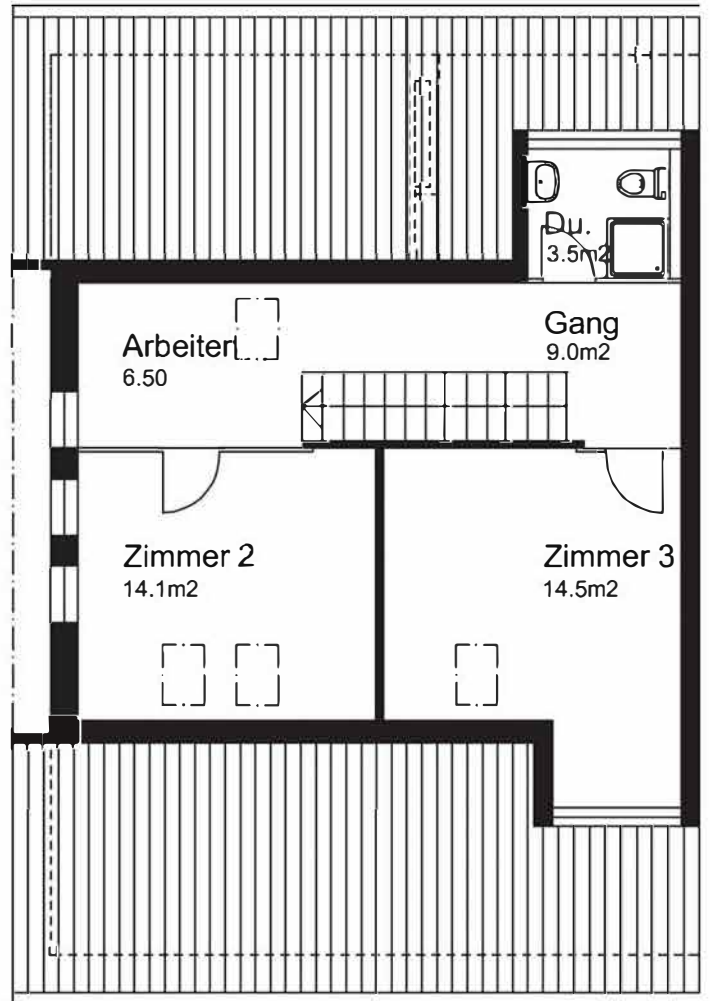 Du.
3.5m2
Arbeiten
6.50
Gang
9.0m2
Zimmer 2
14.1m2
Zimmer 3
14.5m2